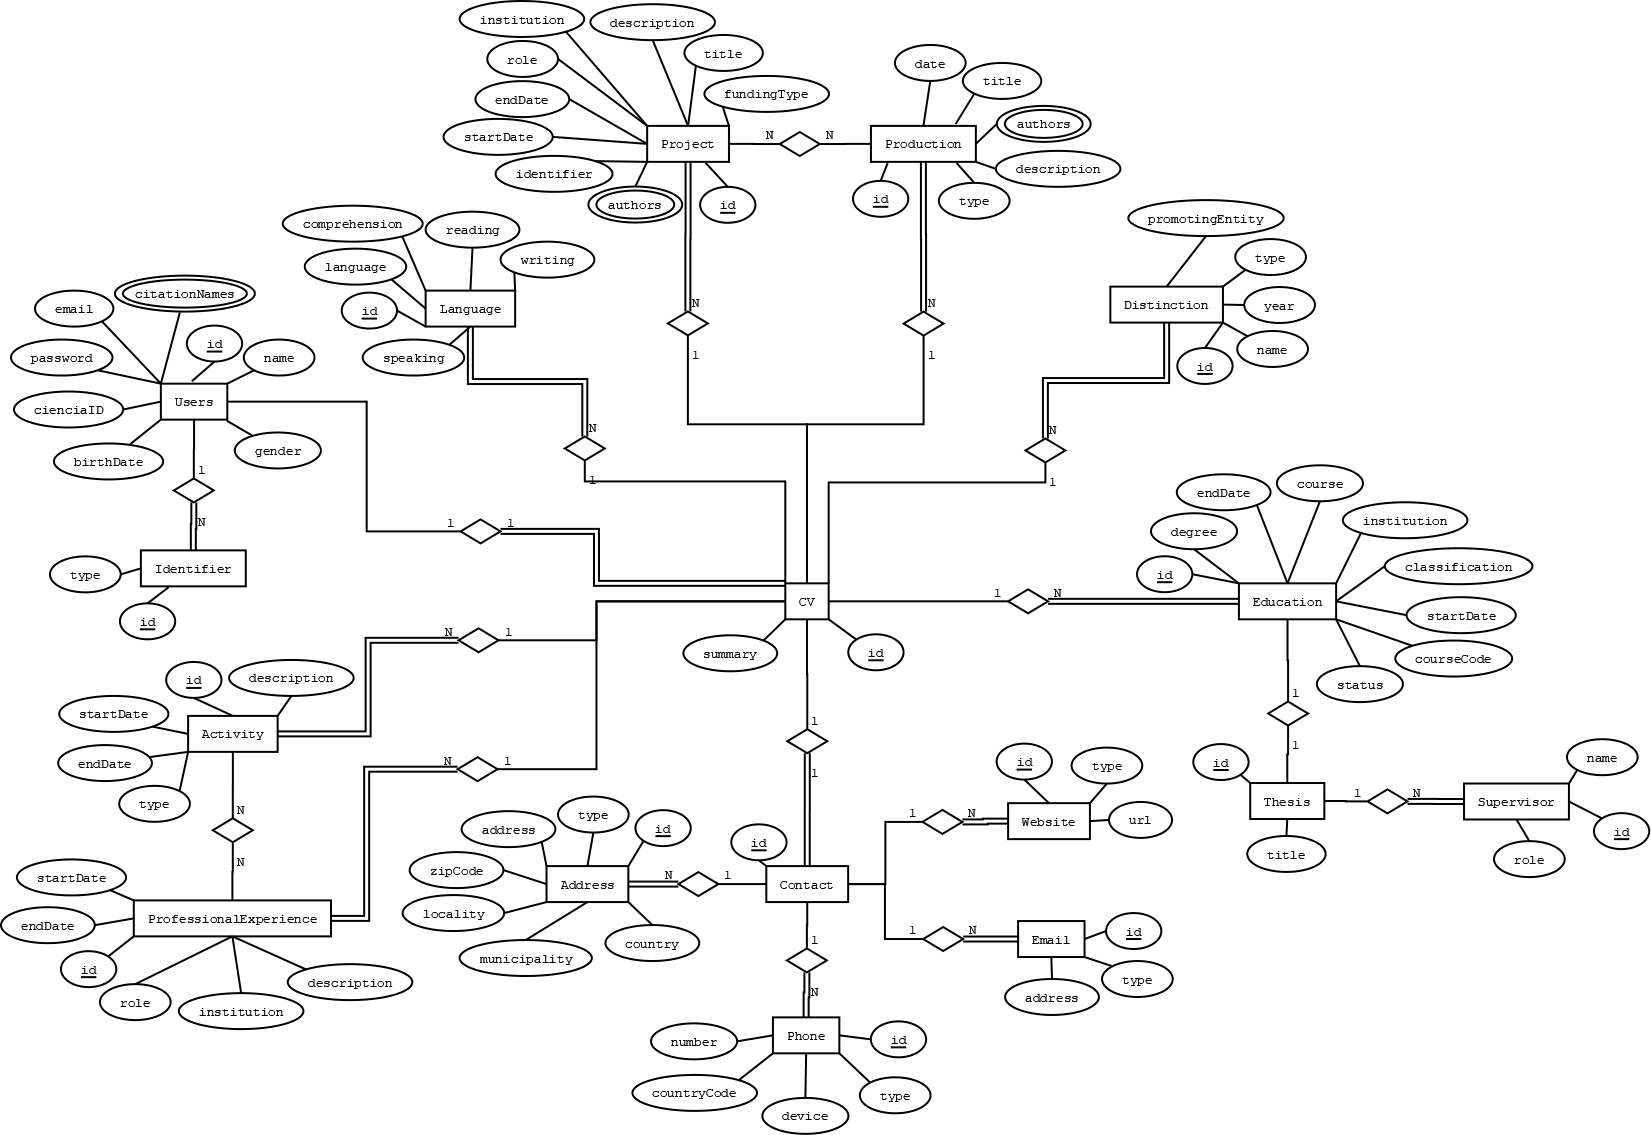 institution
description
role
title
date
title
endDate
fundingType
startDate
authors
Project
N
N
Production
identifier
description
authors
id
id
type
comprehension
reading
promotingEntity
language
writing
type
citationNames
email
id
Language
N
N
Distinction
year
id
name
password
speaking
1
1
name
id
Users
cienciaID
birthDate
gender
N
N
1
1
1
endDate
course
N
1
1
degree
institution
Identifier
type
id
id
classification
CV
1
N
Education
startDate
N
1
summary
id
courseCode
id
description
status
startDate
1
1
Activity
endDate
N
1
1
1
id
type
name
type
id
Thesis
1
N
Supervisor
url
N
address
type
id
1
N
Website
id
title
role
id
N
zipCode
startDate
Address
N
1
Contact
locality
endDate
ProfessionalExperience
country
municipality
1
1
N
Email
id
id
role
institution
description
type
address
N
number
Phone
id
countryCode
device
type